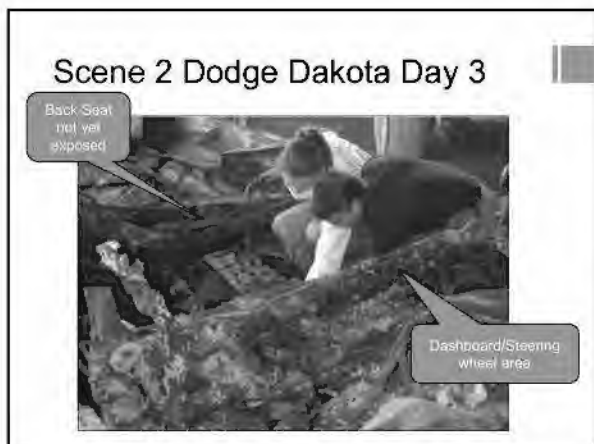 Scene 2 Dodge Dakota Day 3
Back Seat
not yet
exposed
Dashboard/Steering
wheel area